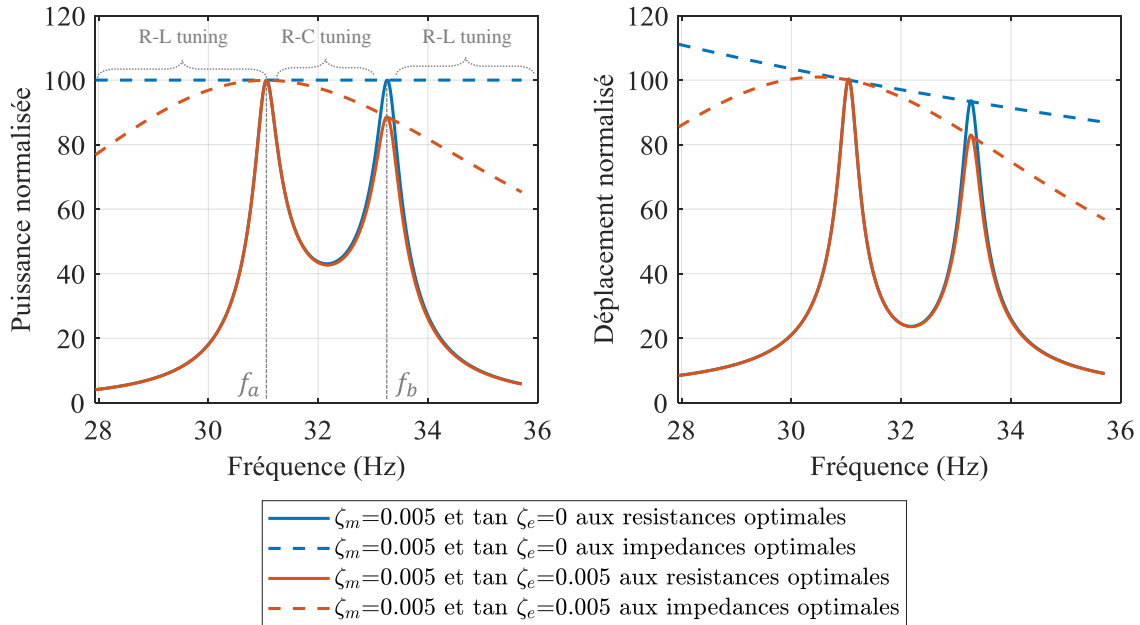 120
100
80
60
40
20
0
Puissance normalisée
R-L tuning
R-C tuning
R-L tuning
f_a
f_b
28
30
32
34
36
Fréquence (Hz)
120
100
80
60
40
20
0
Déplacement normalisé
28
30
32
34
36
Fréquence (Hz)
ζ_m=0.005 et tan ζ_e=0 aux resistances optimales
ζ_m=0.005 et tan ζ_e=0 aux impedances optimales
ζ_m=0.005 et tan ζ_e=0.005 aux resistances optimales
ζ_m=0.005 et tan ζ_e=0.005 aux impedances optimales